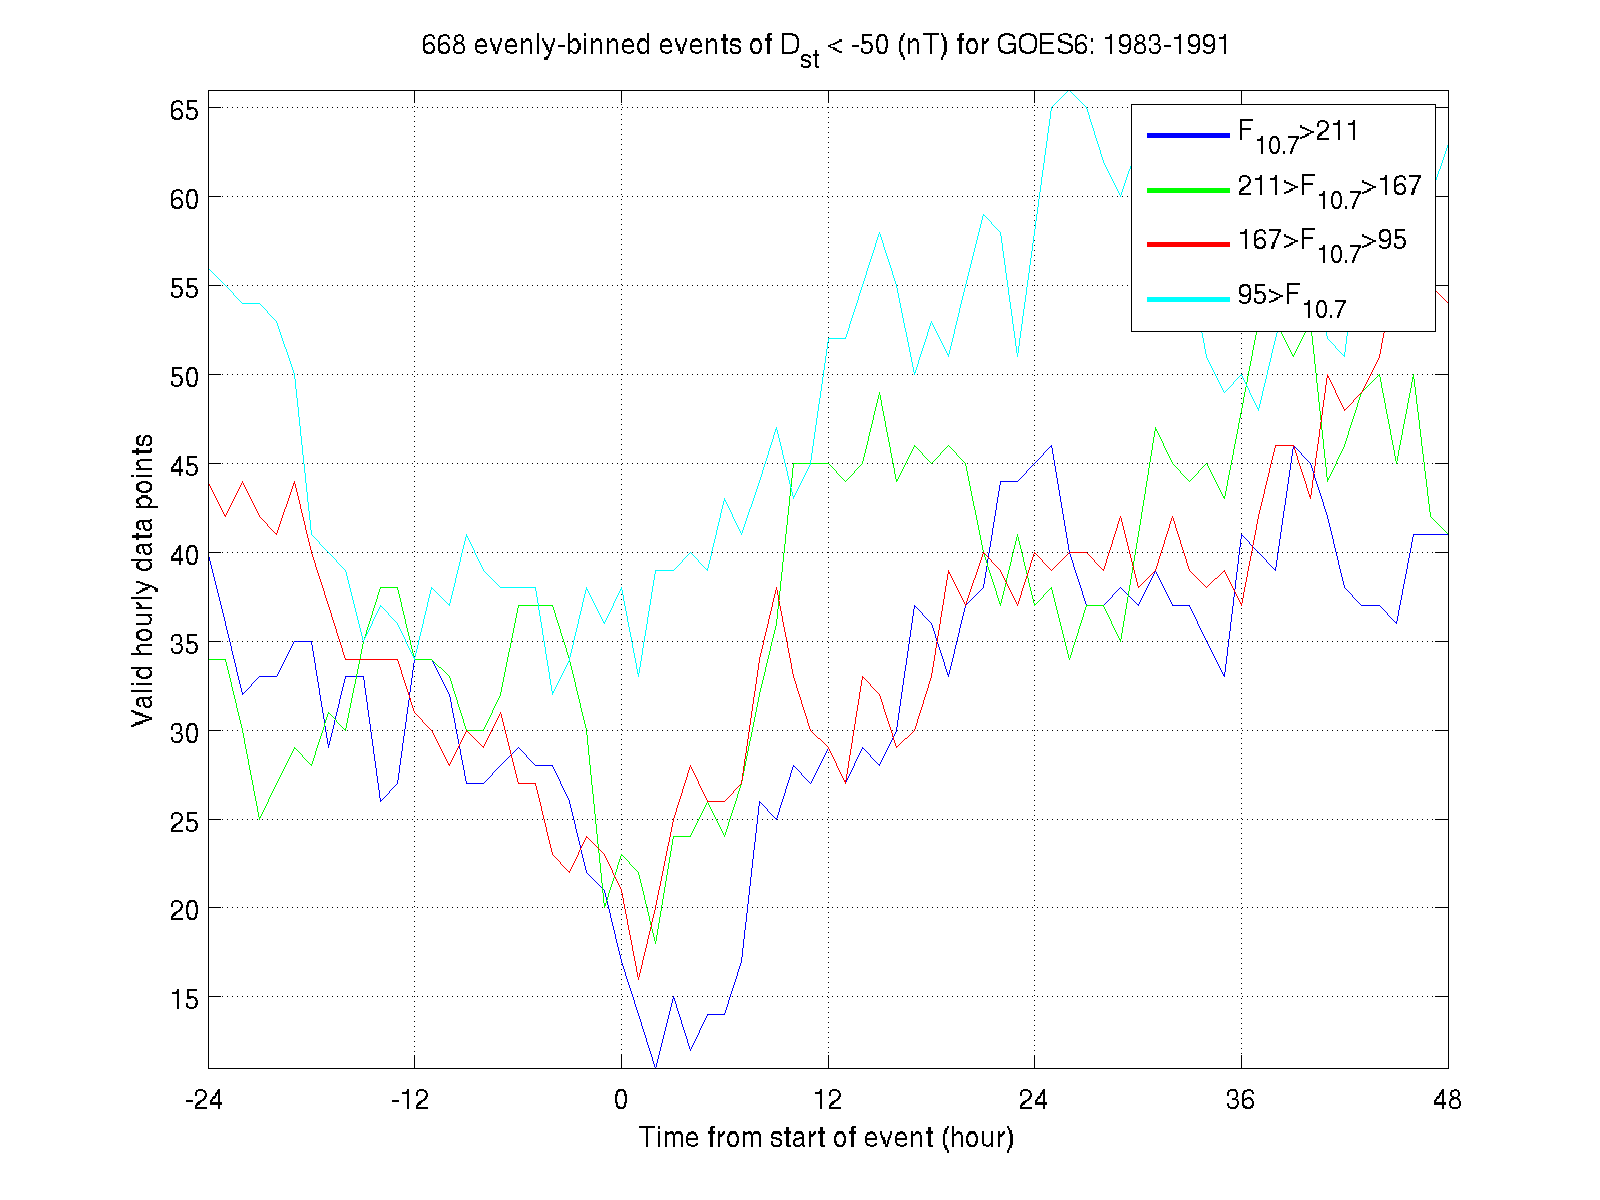 668 evenly-binned events of D_st < -50 (nT) for GOES6: 1983-1991
65
60
55
50
45
40
35
30
25
20
15
Valid hourly data points
F_10.7>211
211>F_10.7>167
167>F_10.7>95
95>F_10.7
-24 -12 0 12 24 36 48
Time from start of event (hour)